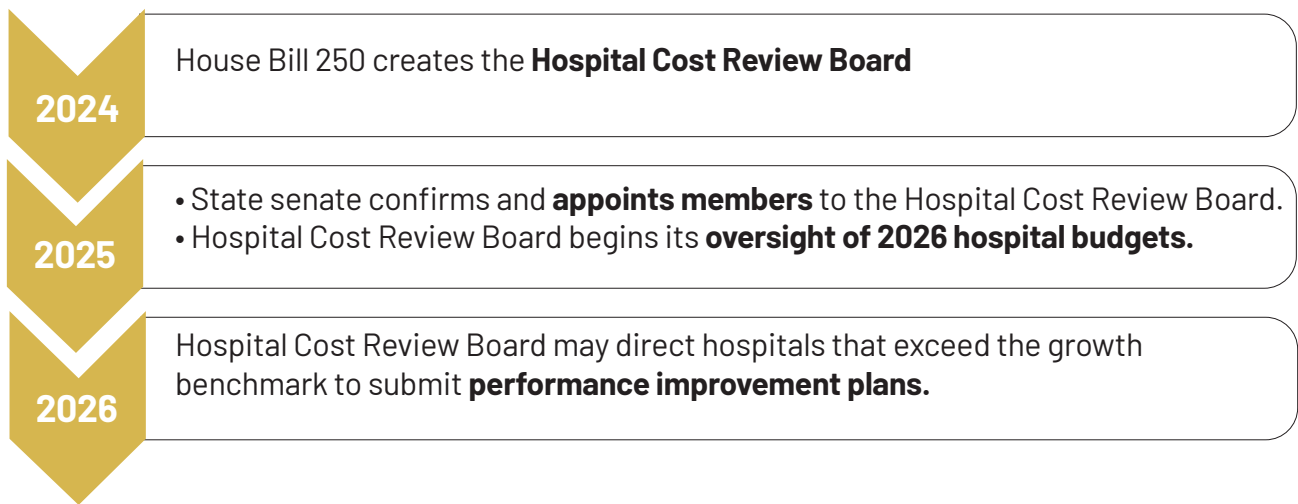 House Bill 250 creates the Hospital Cost Review Board
2024
• State senate confirms and appoints members to the Hospital Cost Review Board.
• Hospital Cost Review Board begins its oversight of 2026 hospital budgets.
2025
Hospital Cost Review Board may direct hospitals that exceed the growth
benchmark to submit performance improvement plans.
2026